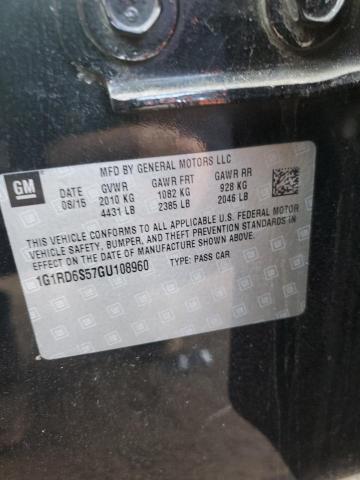 GM
MFD BY GENERAL MOTORS LLC
08/15 GVWR GAWR FRT GAWR RR
2010 KG 1082 KG 928 KG
4431 LB 2385 LB 2046 LB
THIS VEHICLE CONFORMS TO ALL APPLICABLE U.S. FEDERAL MOTOR
VEHICLE SAFETY, BUMPER, AND THEFT PREVENTION STANDARDS IN
EFFECT ON THE DATE OF MANUFACTURE SHOWN ABOVE.
1G1RD6S57GU108960 TYPE: PASS CAR